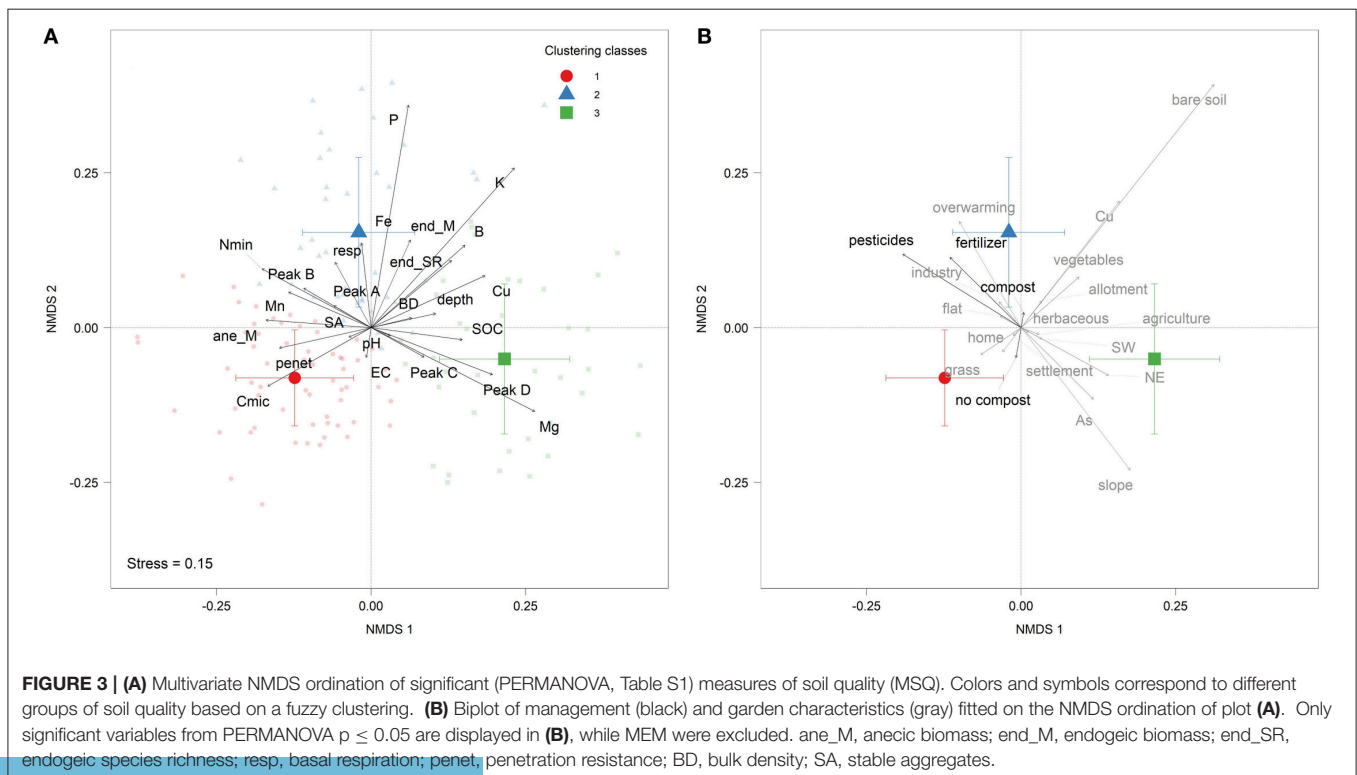 A
Clustering classes
1
2
3
P
K
Fe
end_M
B
Nmin
resp
end_SR
Peak B
Peak A
Mn
BD
depth
Cu
SA
SOC
ane_M
pH
penet
EC
Peak C
Peak D
Cmic
Mg
Stress = 0.15
0.25
0.00
-0.25
NMDS 2
-0.25
0.00
0.25
NMDS 1
B
bare soil
overwarming
Cu
pesticides
fertilizer
vegetables
industry
compost
allotment
flat
herbaceous
agriculture
home
SW
grass
settlement
NE
no compost
As
slope
0.25
0.00
-0.25
NMDS 2
-0.25
0.00
0.25
NMDS 1
FIGURE 3 | (A) Multivariate NMDS ordination of significant (PERMANOVA, Table S1) measures of soil quality (MSQ). Colors and symbols correspond to different
groups of soil quality based on a fuzzy clustering. (B) Biplot of management (black) and garden characteristics (gray) fitted on the NMDS ordination of plot (A). Only
significant variables from PERMANOVA p ≤ 0.05 are displayed in (B), while MEM were excluded. ane_M, anecic biomass; end_M, endogeic biomass; end_SR,
endogeic species richness; resp, basal respiration; penet, penetration resistance; BD, bulk density; SA, stable aggregates.